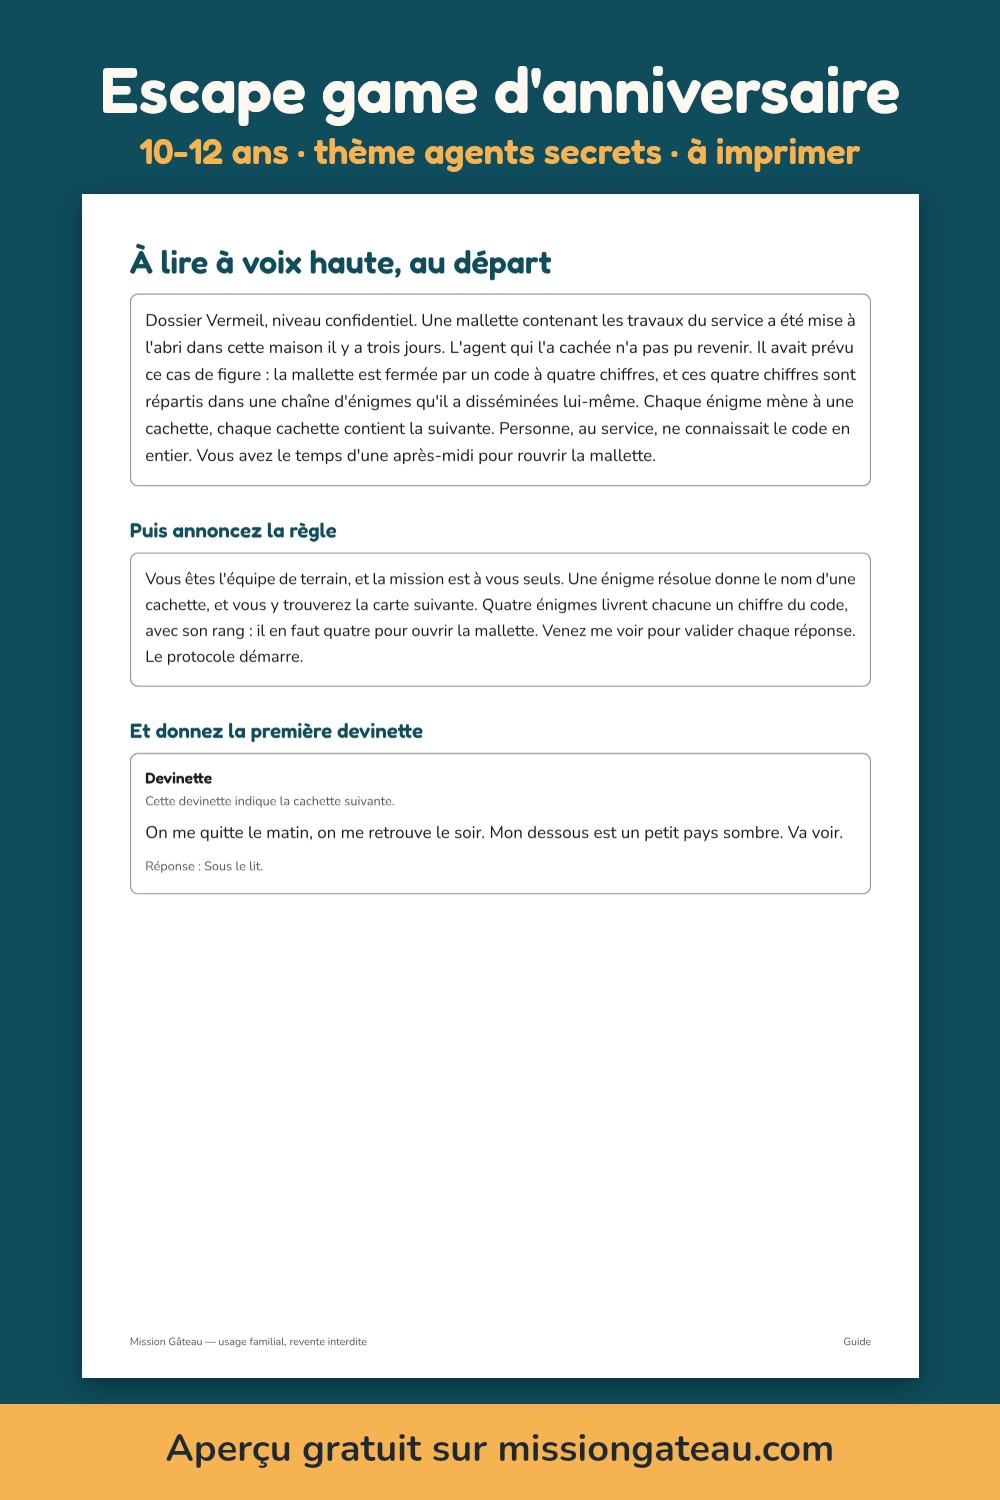 Escape game d'anniversaire
10-12 ans · thème agents secrets · à imprimer
À lire à voix haute, au départ
Dossier Vermeil, niveau confidentiel. Une mallette contenant les travaux du service a été mise à
l'abri dans cette maison il y a trois jours. L'agent qui l'a cachée n'a pas pu revenir. Il avait prévu
ce cas de figure : la mallette est fermée par un code à quatre chiffres, et ces quatre chiffres sont
répartis dans une chaîne d'énigmes qu'il a disséminées lui-même. Chaque énigme mène à une
cachette, chaque cachette contient la suivante. Personne, au service, ne connaissait le code en
entier. Vous avez le temps d'une après-midi pour rouvrir la mallette.
Puis annoncez la règle
Vous êtes l'équipe de terrain, et la mission est à vous seuls. Une énigme résolue donne le nom d'une
cachette, et vous y trouverez la carte suivante. Quatre énigmes livrent chacune un chiffre du code,
avec son rang : il en faut quatre pour ouvrir la mallette. Venez me voir pour valider chaque réponse.
Le protocole démarre.
Et donnez la première devinette
Devinette
Cette devinette indique la cachette suivante.
On me quitte le matin, on me retrouve le soir. Mon dessous est un petit pays sombre. Va voir.
Réponse : Sous le lit.
Mission Gâteau — usage familial, revente interdite
Guide
Aperçu gratuit sur missiongateau.com